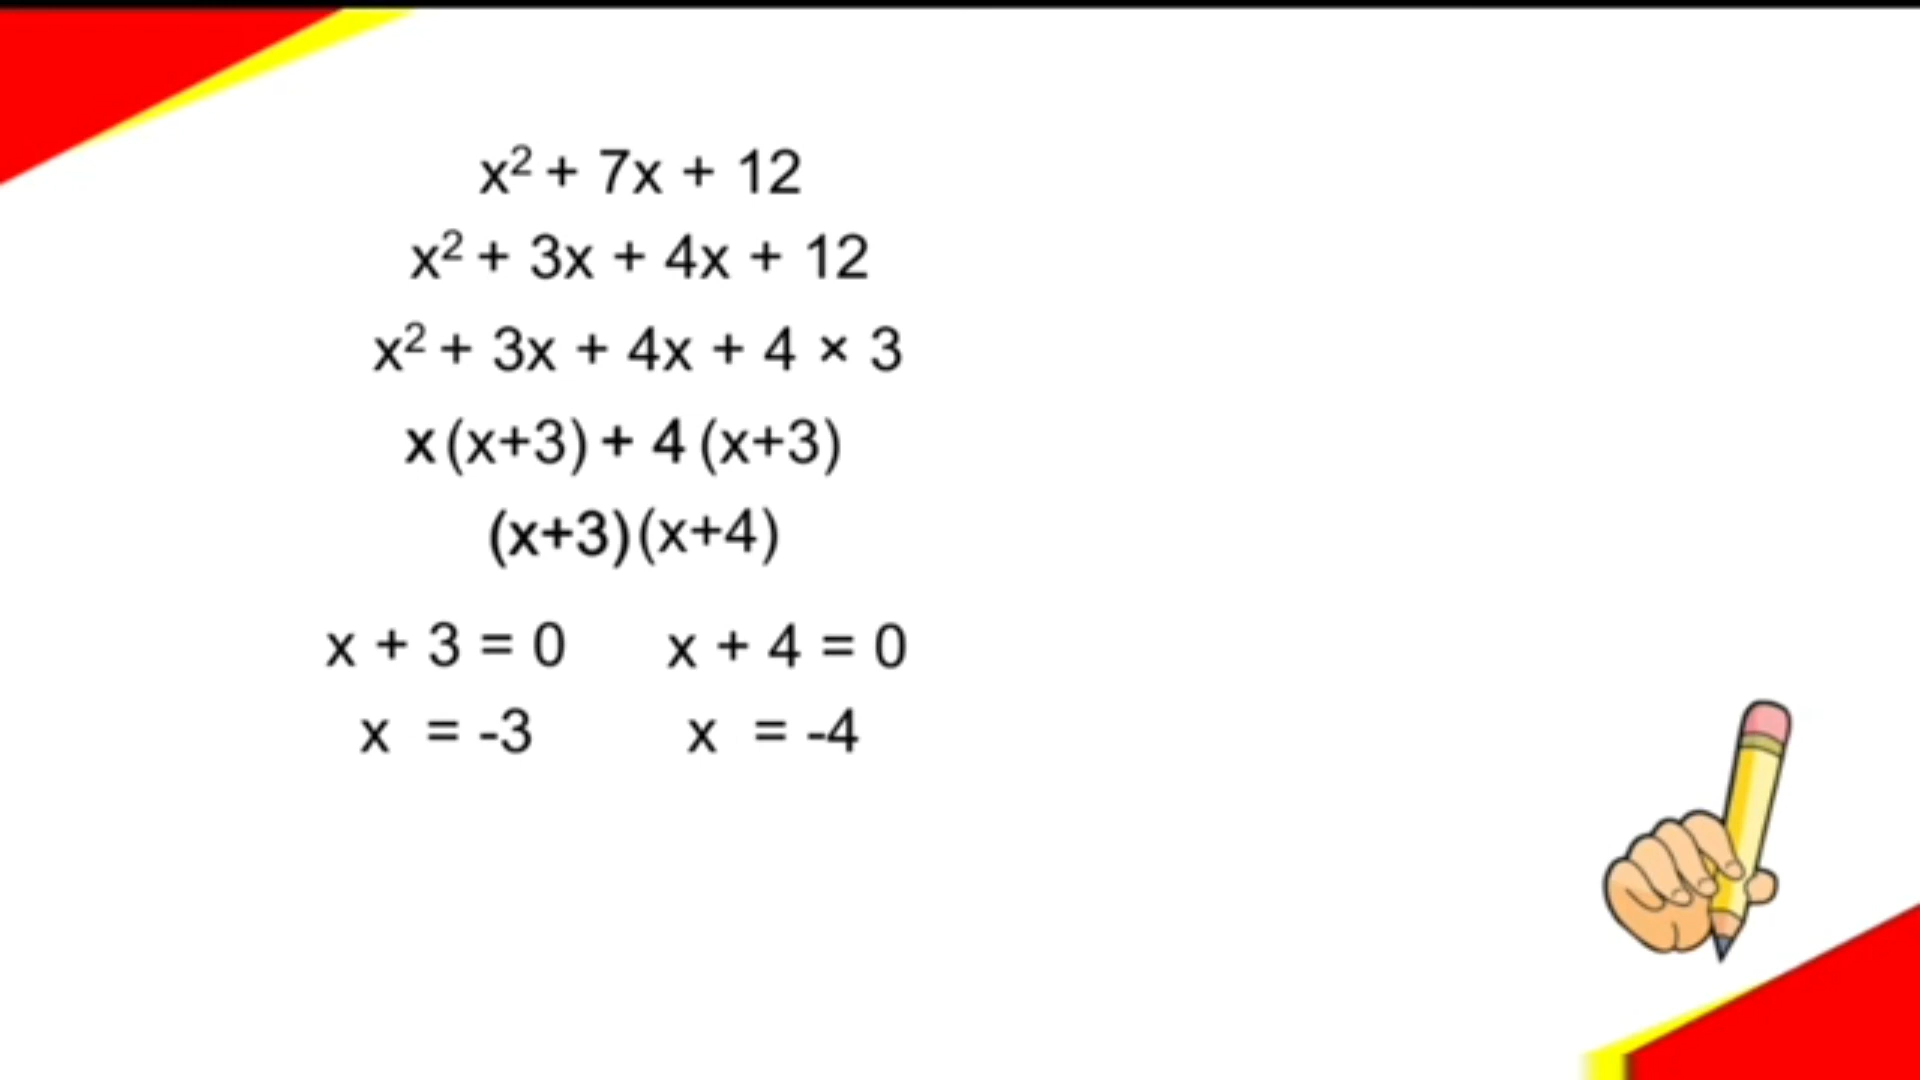 x² + 7x + 12
x² + 3x + 4x + 12
x² + 3x + 4x + 4 × 3
x (x+3) + 4 (x+3)
(x+3) (x+4)
x + 3 = 0 x + 4 = 0
x = -3 x = -4